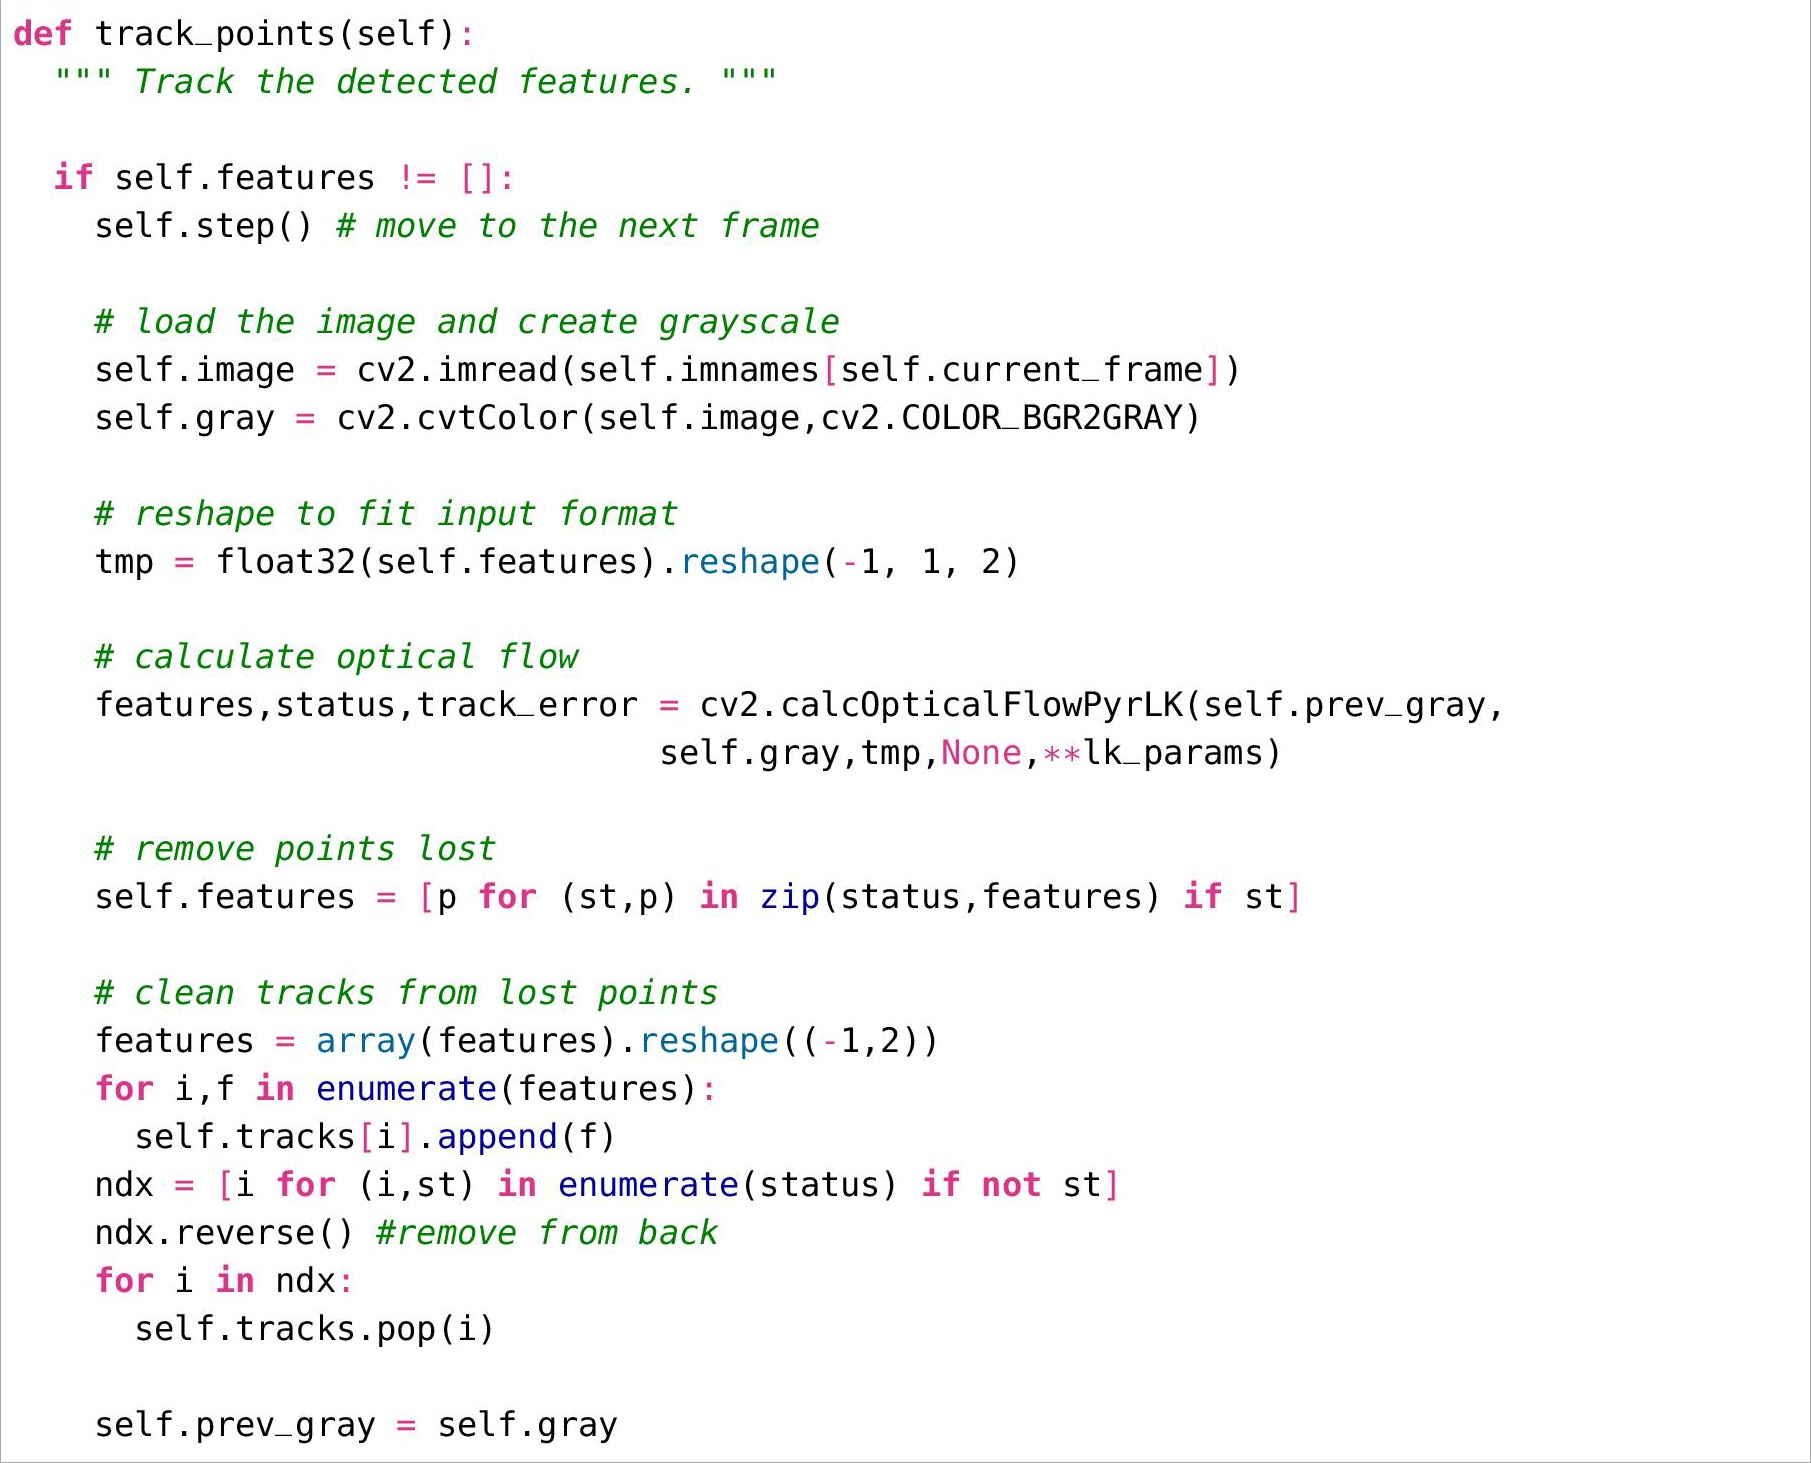 def track_points(self):
  """ Track the detected features. """

  if self.features != []:
    self.step() # move to the next frame

    # load the image and create grayscale
    self.image = cv2.imread(self.imnames[self.current_frame])
    self.gray = cv2.cvtColor(self.image,cv2.COLOR_BGR2GRAY)

    # reshape to fit input format
    tmp = float32(self.features).reshape(-1, 1, 2)

    # calculate optical flow
    features,status,track_error = cv2.calcOpticalFlowPyrLK(self.prev_gray,
                                self.gray,tmp,None,**lk_params)

    # remove points lost
    self.features = [p for (st,p) in zip(status,features) if st]

    # clean tracks from lost points
    features = array(features).reshape((-1,2))
    for i,f in enumerate(features):
      self.tracks[i].append(f)
    ndx = [i for (i,st) in enumerate(status) if not st]
    ndx.reverse() #remove from back
    for i in ndx:
      self.tracks.pop(i)

    self.prev_gray = self.gray